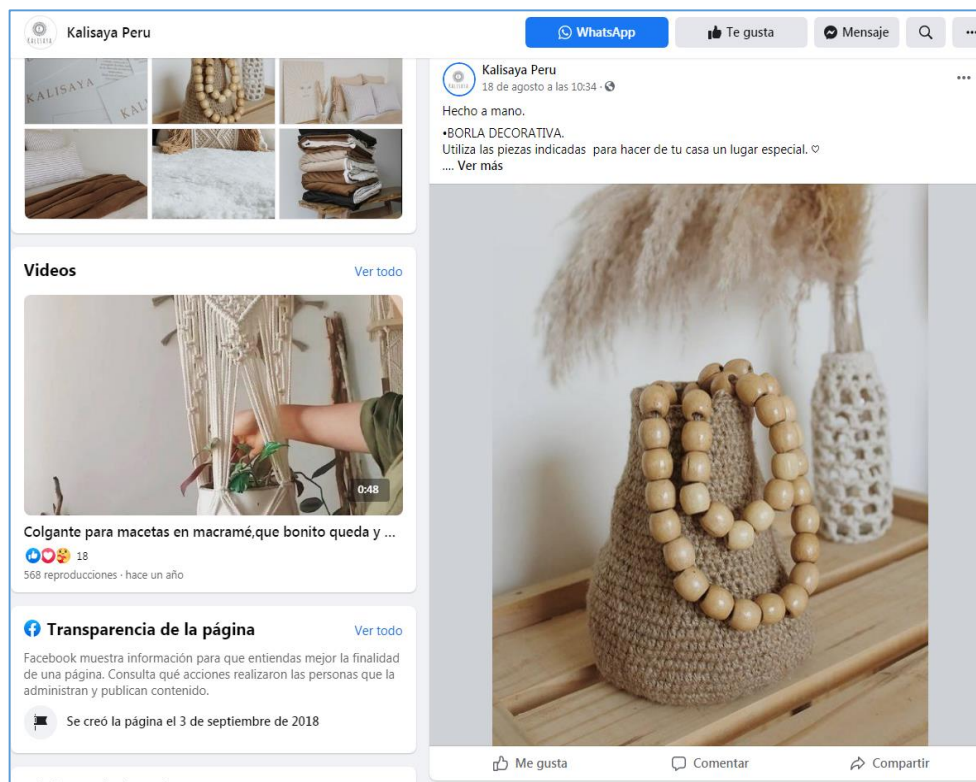 Kalisaya Peru
WhatsApp
Te gusta
Mensaje
KALISAYA
KAL
Videos
Ver todo
0:48
Colgante para macetas en macramé,que bonito queda y ...
18
568 reproducciones · hace un año
Transparencia de la página
Ver todo
Facebook muestra información para que entiendas mejor la finalidad
de una página. Consulta qué acciones realizaron las personas que la
administran y publican contenido.
Se creó la página el 3 de septiembre de 2018
Kalisaya Peru
18 de agosto a las 10:34 ·
Hecho a mano.
•BORLA DECORATIVA.
Utiliza las piezas indicadas  para hacer de tu casa un lugar especial. ♡
.... Ver más
Me gusta
Comentar
Compartir